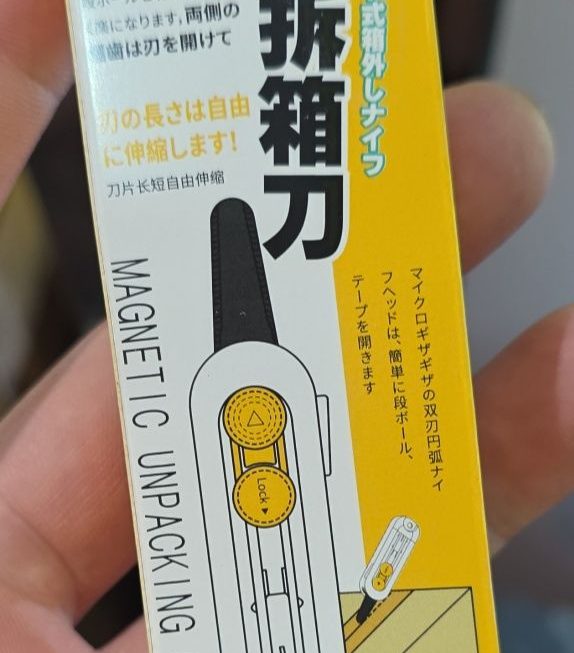 になります，両側の
歯は刃を開けて
刃の長さは自由
に伸縮します!
刀片长短自由伸缩
拆箱刀
式箱外しナイフ
マイクロギザギザの双刃円弧ナイ
フヘッドは、簡単に段ボール、
テープを開きます
MAGNETIC UNPACKING
Lock